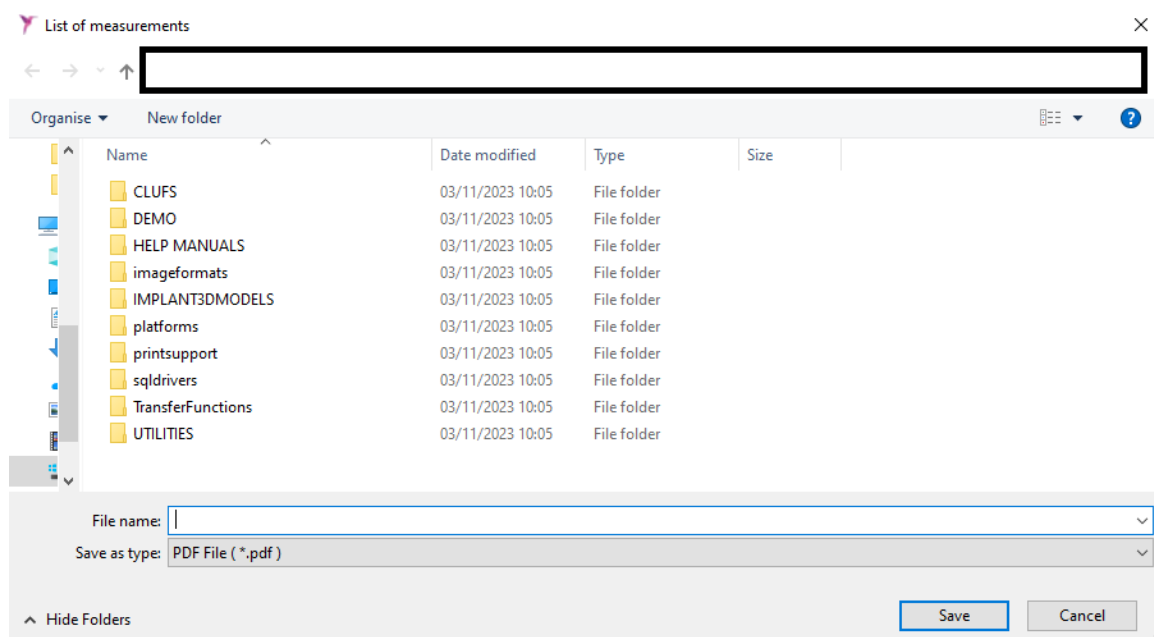 List of measurements
Organise New folder
Name Date modified Type Size
CLUFS 03/11/2023 10:05 File folder
DEMO 03/11/2023 10:05 File folder
HELP MANUALS 03/11/2023 10:05 File folder
imageformats 03/11/2023 10:05 File folder
IMPLANT3DMODELS 03/11/2023 10:05 File folder
platforms 03/11/2023 10:05 File folder
printsupport 03/11/2023 10:05 File folder
sqldrivers 03/11/2023 10:05 File folder
TransferFunctions 03/11/2023 10:05 File folder
UTILITIES 03/11/2023 10:05 File folder
File name:
Save as type: PDF File ( *.pdf )
Hide Folders Save Cancel